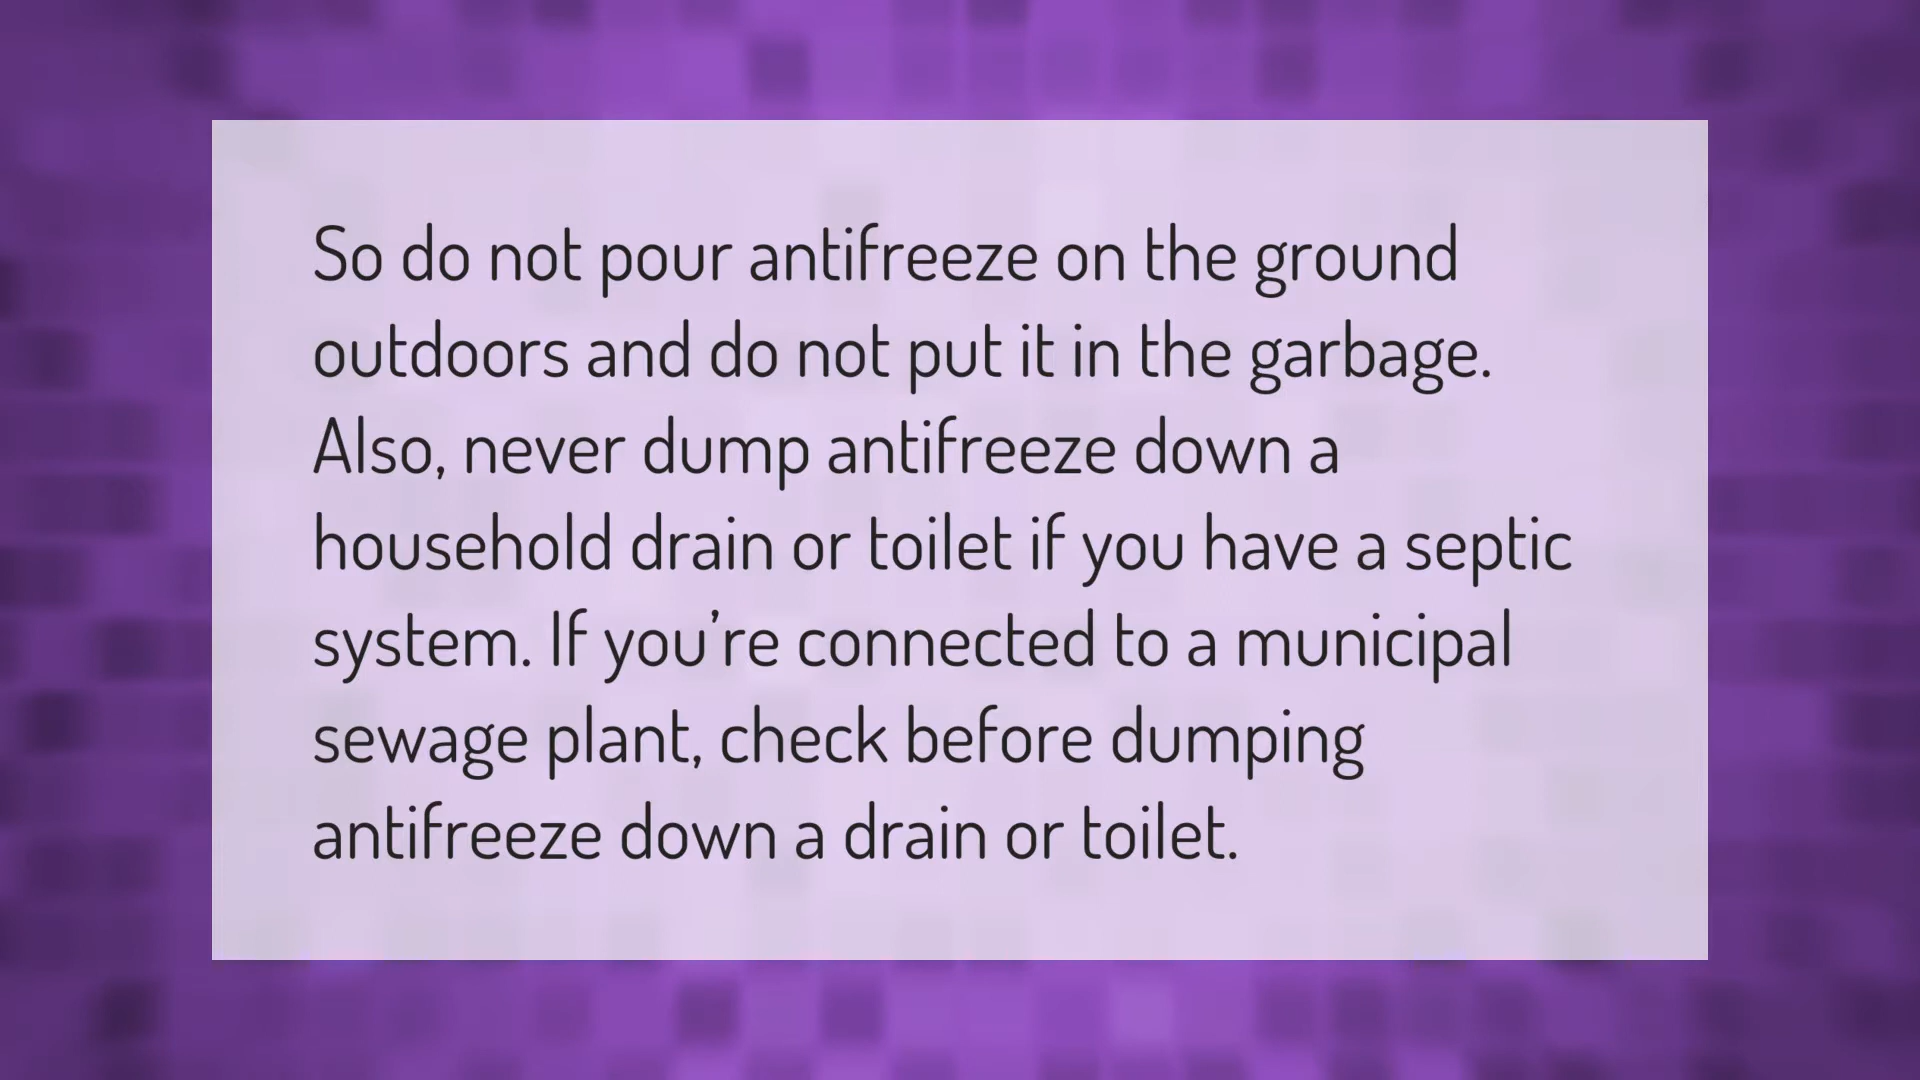 So do not pour antifreeze on the ground
outdoors and do not put it in the garbage.
Also, never dump antifreeze down a
household drain or toilet if you have a septic
system. If you’re connected to a municipal
sewage plant, check before dumping
antifreeze down a drain or toilet.